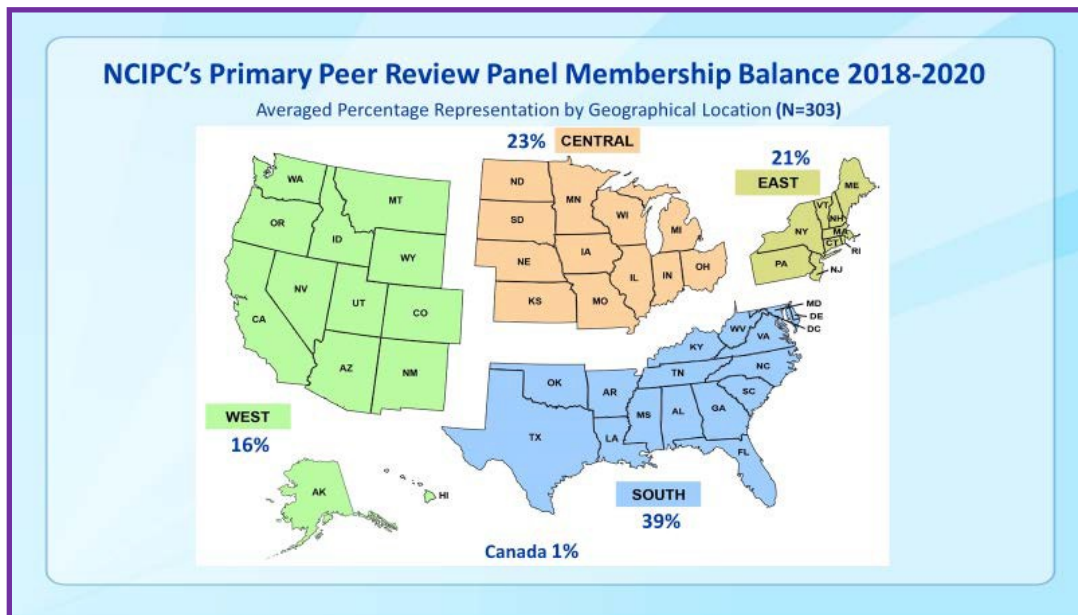 NCIPC's Primary Peer Review Panel Membership Balance 2018-2020
Averaged Percentage Representation by Geographical Location (N=303)
23% CENTRAL
21%
EAST
WA
MT
OR
ID
WY
NV
UT
CO
CA
AZ
NM
ND
MN
SD
WI
MI
IA
NE
IL
IN
OH
KS
MO
ME
VT
NH
NY
MA
CT
RI
PA
NJ
MD
DE
DC
WV
VA
KY
NC
TN
SC
OK
AR
MS
AL
GA
TX
LA
FL
WEST
16%
AK
HI
SOUTH
39%
Canada 1%